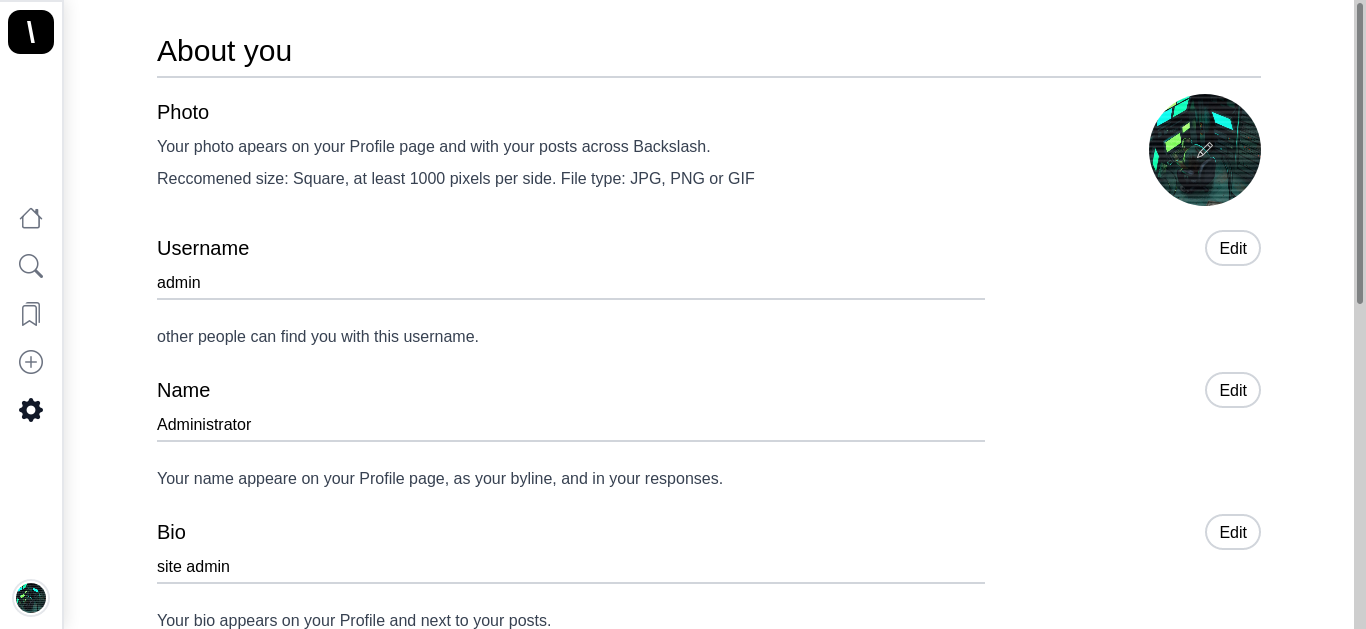 \
About you
Photo
Your photo apears on your Profile page and with your posts across Backslash.
Reccomened size: Square, at least 1000 pixels per side. File type: JPG, PNG or GIF
Username
Edit
admin
other people can find you with this username.
Name
Edit
Administrator
Your name appeare on your Profile page, as your byline, and in your responses.
Bio
Edit
site admin
Your bio appears on your Profile and next to your posts.